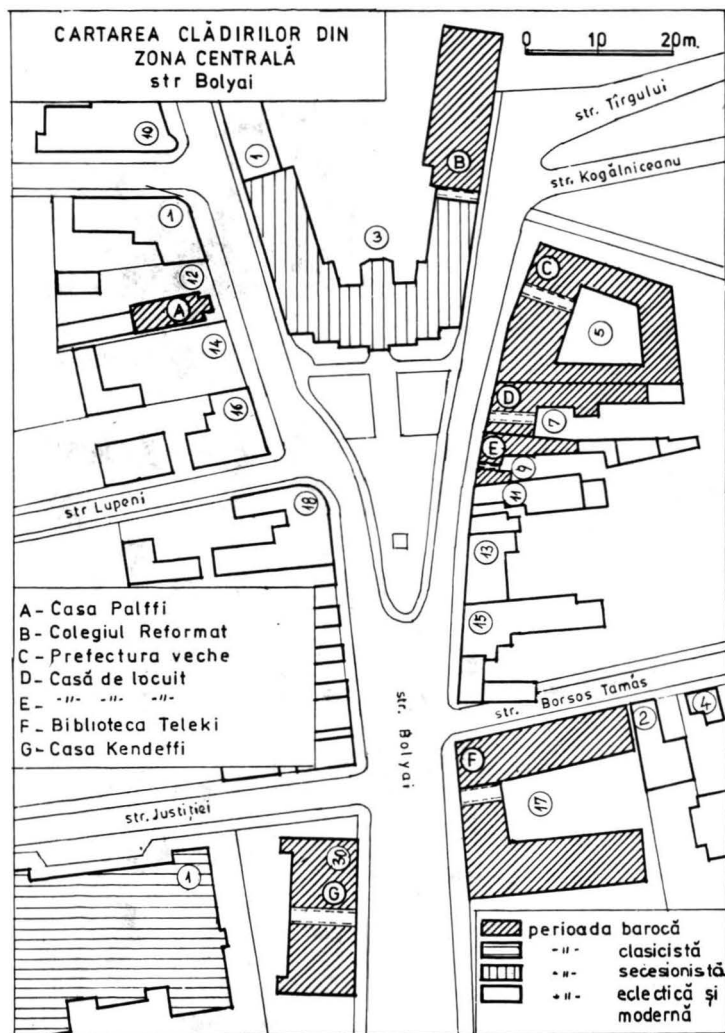 CARTAREA CLĂDIRILOR DIN
ZONA CENTRALĂ
str Bolyai
0 10 20m.
str. Tîrgului
str. Kogălniceanu
10
1
B
3
1
12
A
14
16
C
5
D
7
E
9
11
13
15
str Lupeni
18
A - Casa Palffi
B - Colegiul Reformat
C - Prefectura veche
D - Casă de locuit
E - -"- -"- -"-
F - Biblioteca Teleki
G - Casa Kendeffi
str. Bolyai
str. Borsos Tamás
2
4
F
17
str. Justiției
1
30
G
perioada barocă
-"- clasicistă
-"- secesionistă
-"- eclectică și
modernă